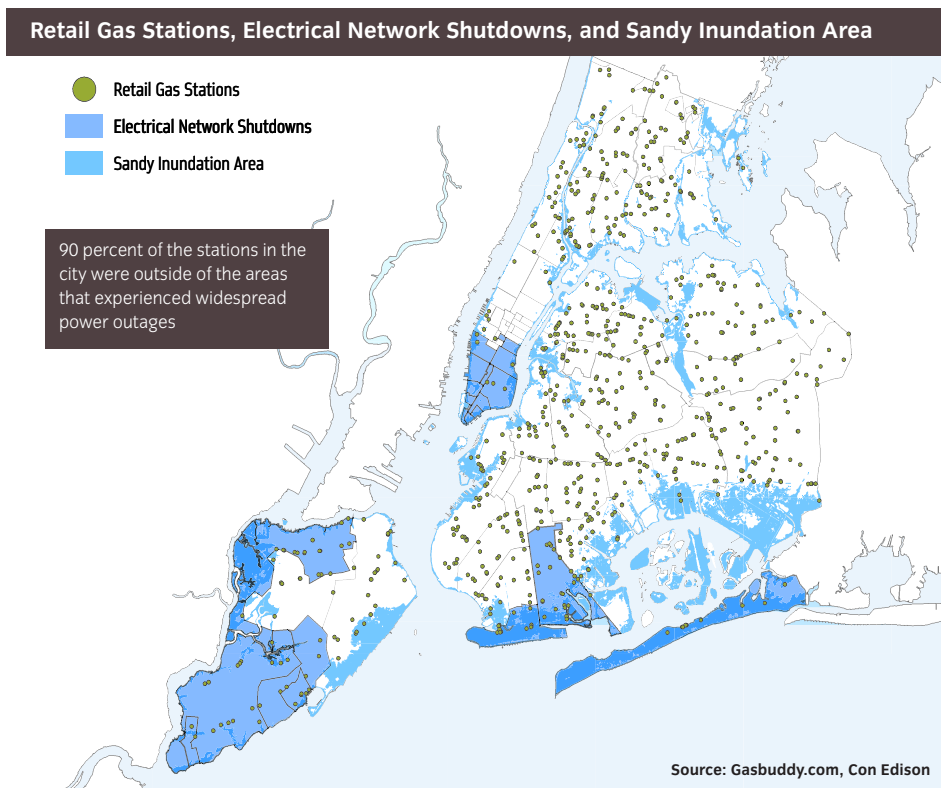 Retail Gas Stations, Electrical Network Shutdowns, and Sandy Inundation Area
Retail Gas Stations
Electrical Network Shutdowns
Sandy Inundation Area
90 percent of the stations in the
city were outside of the areas
that experienced widespread
power outages
Source: Gasbuddy.com, Con Edison